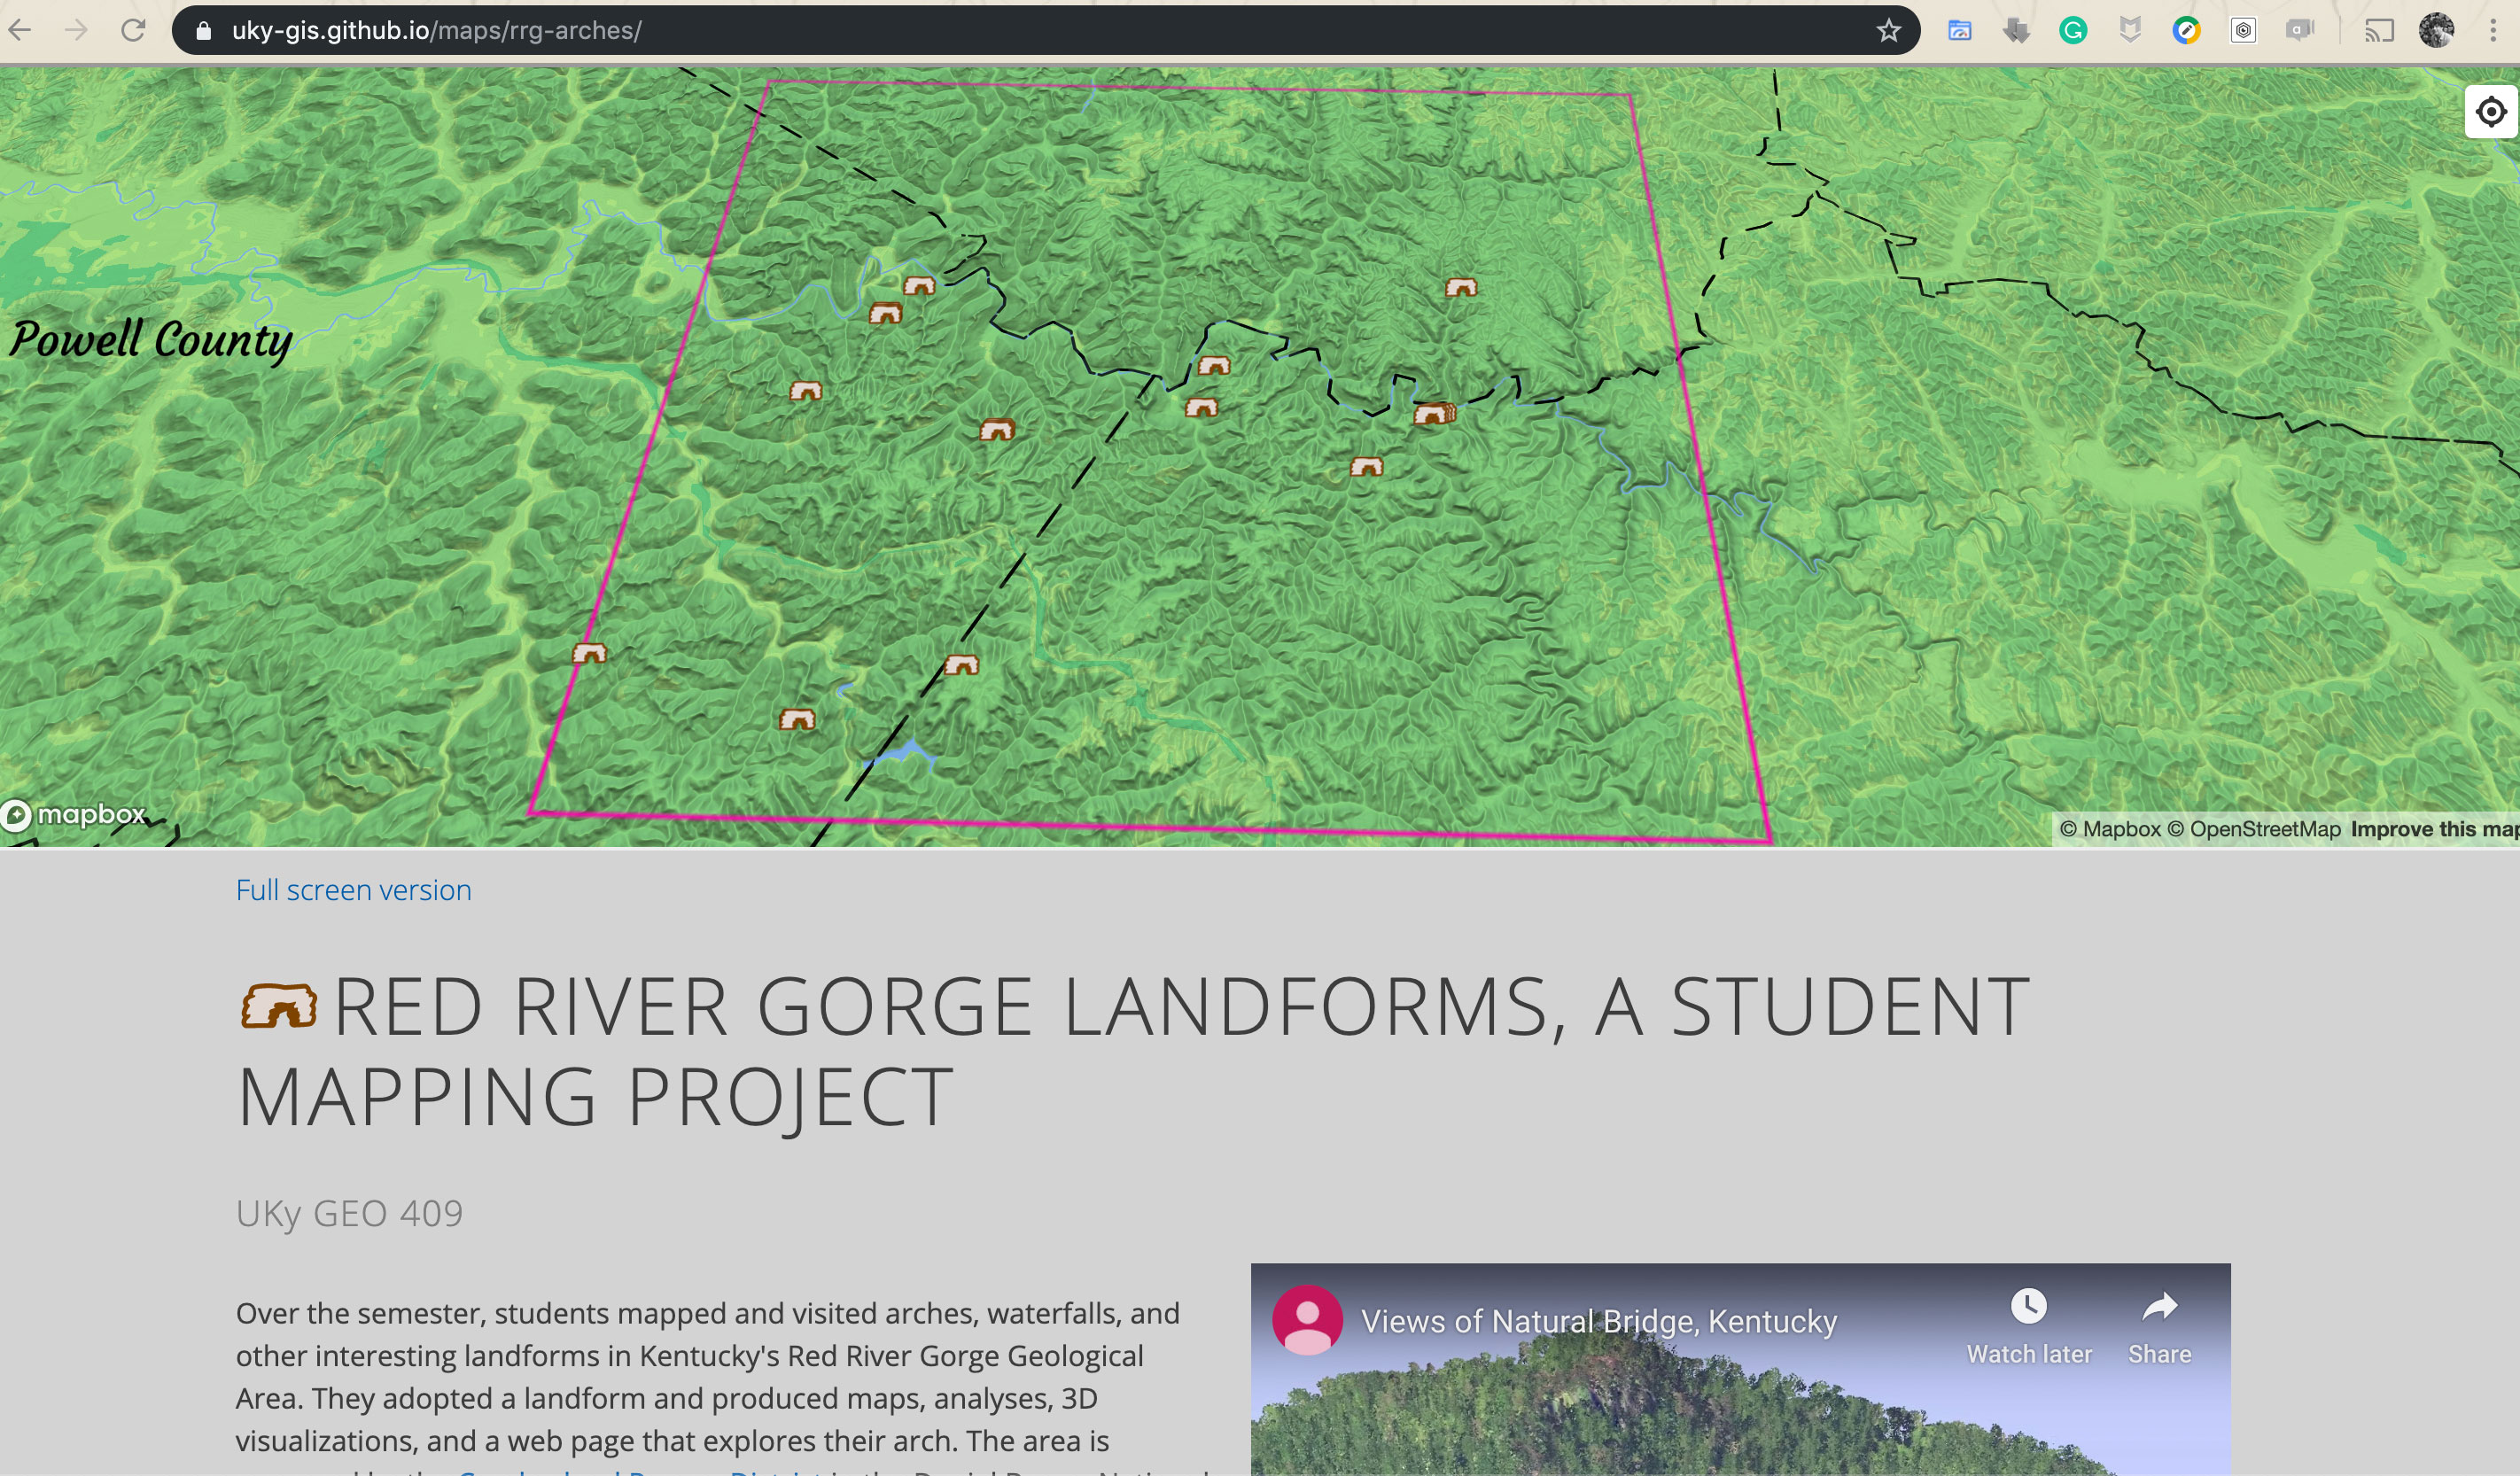 uky-gis.github.io/maps/rrg-arches/
Powell County
mapbox
© Mapbox © OpenStreetMap Improve this map
Full screen version
RED RIVER GORGE LANDFORMS, A STUDENT
MAPPING PROJECT
UKy GEO 409
Over the semester, students mapped and visited arches, waterfalls, and
other interesting landforms in Kentucky's Red River Gorge Geological
Area. They adopted a landform and produced maps, analyses, 3D
visualizations, and a web page that explores their arch. The area is
Views of Natural Bridge, Kentucky
Watch later
Share